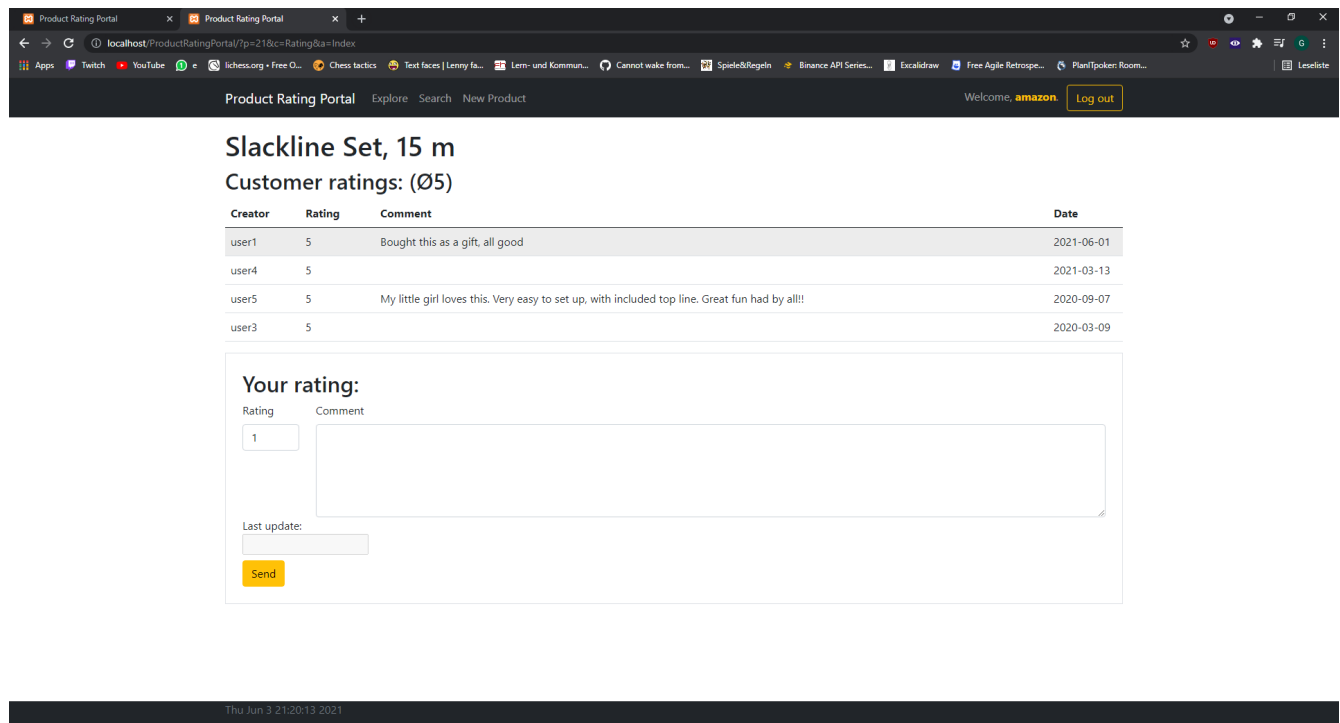 Product Rating Portal
Product Rating Portal
localhost/ProductRatingPortal/?p=21&c=Rating&a=Index
Apps Twitch YouTube e lichess.org • Free O... Chess tactics Text faces | Lenny fa... Lern- und Kommun... Cannot wake from... Spiele&Regeln Binance API Series... Excalidraw Free Agile Retrospe... PlanITpoker: Room... Leseliste
Product Rating Portal Explore Search New Product Welcome, amazon. Log out
Slackline Set, 15 m
Customer ratings: (Ø5)
Creator Rating Comment Date
user1 5 Bought this as a gift, all good 2021-06-01
user4 5 2021-03-13
user5 5 My little girl loves this. Very easy to set up, with included top line. Great fun had by all!! 2020-09-07
user3 5 2020-03-09
Your rating:
Rating Comment
1
Last update:
Send
Thu Jun 3 21:20:13 2021